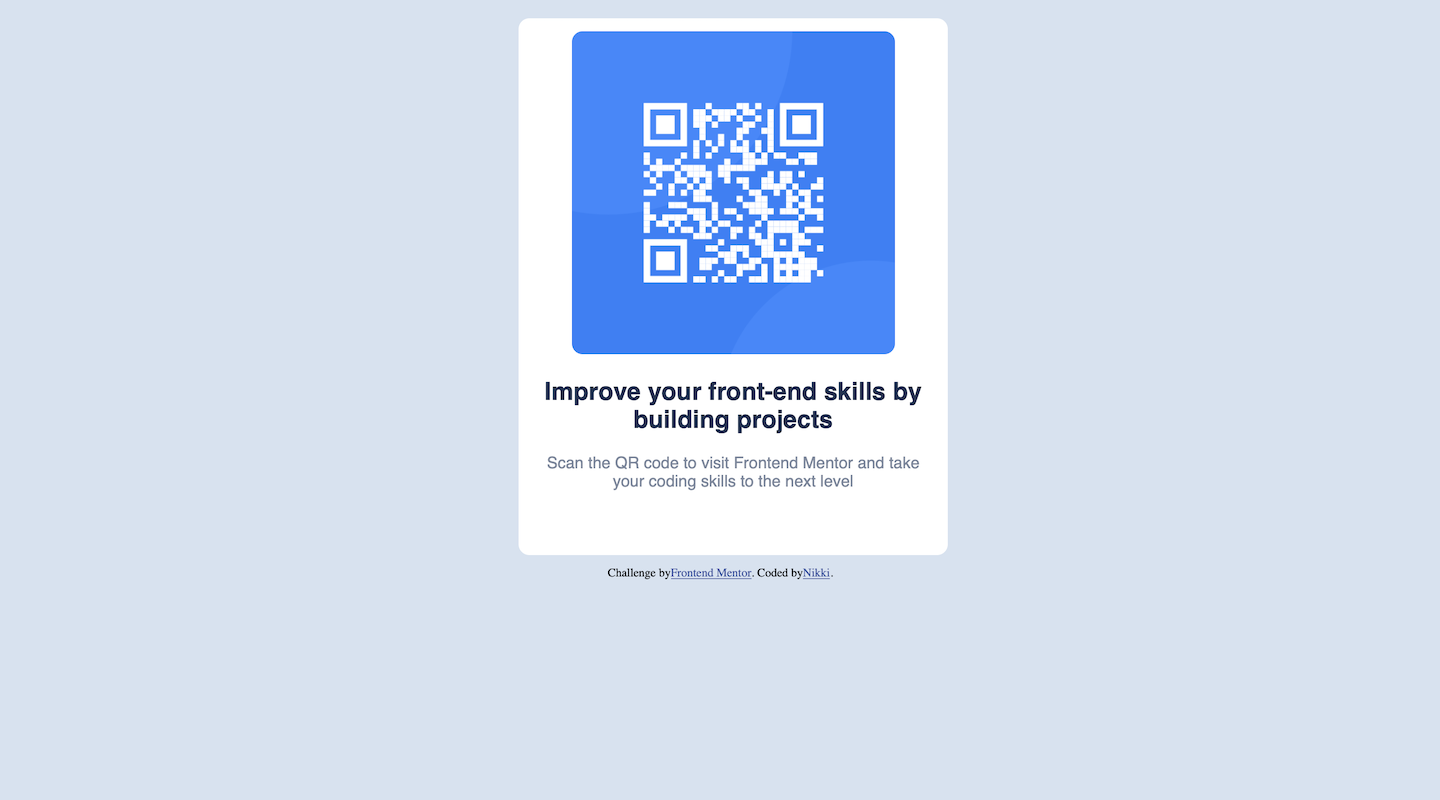 Improve your front-end skills by
building projects
Scan the QR code to visit Frontend Mentor and take
your coding skills to the next level
Challenge byFrontend Mentor. Coded byNikki.